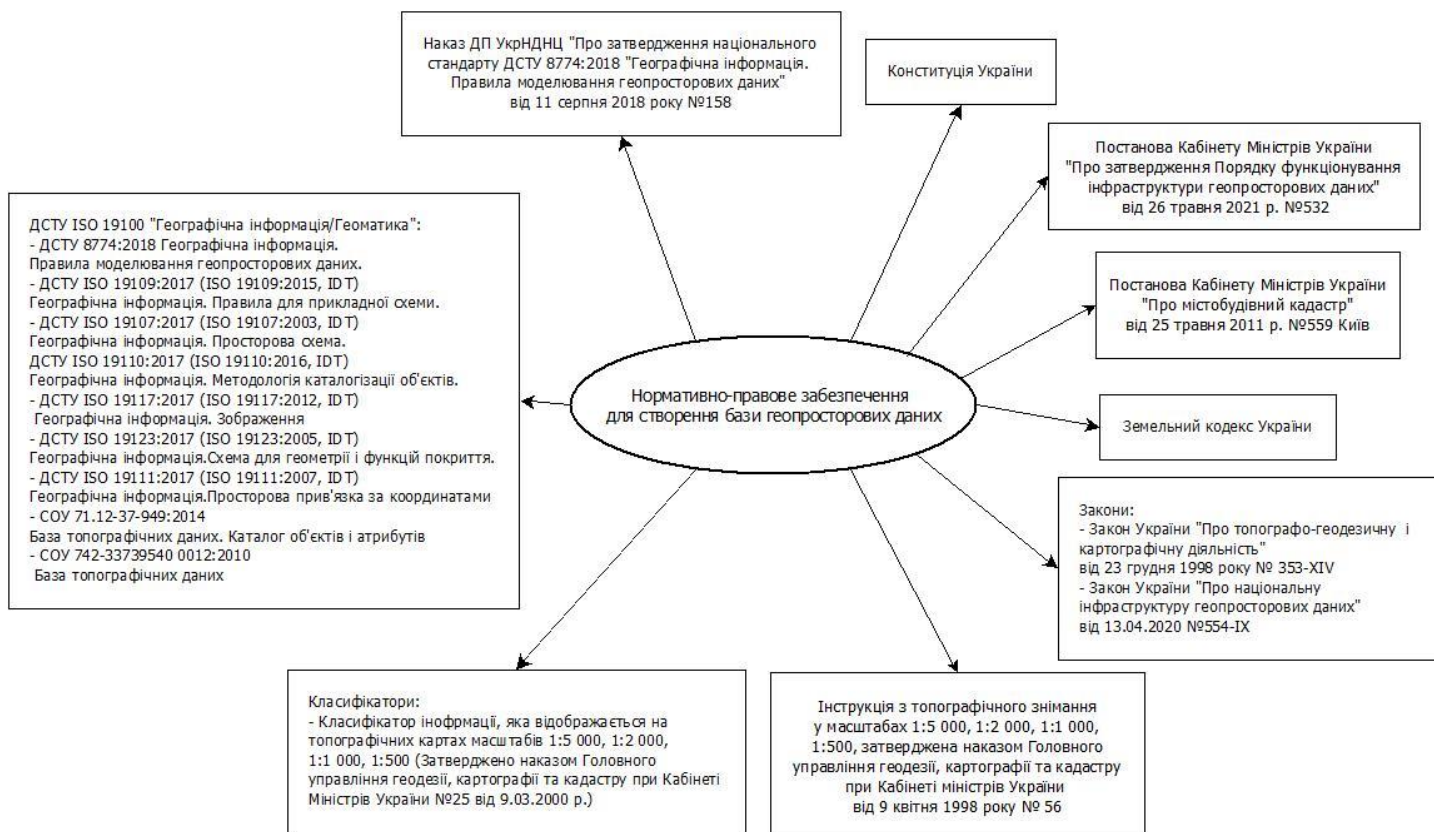 Наказ ДП УкрНДНЦ "Про затвердження національного
стандарту ДСТУ 8774:2018 "Географічна інформація.
Правила моделювання геопросторових даних"
від 11 серпня 2018 року №158
Конституція України
Постанова Кабінету Міністрів України
"Про затвердження Порядку функціонування
інфраструктури геопросторових даних"
від 26 травня 2021 р. №532
ДСТУ ISO 19100 "Географічна інформація/Геоматика":
- ДСТУ 8774:2018 Географічна інформація.
Правила моделювання геопросторових даних.
- ДСТУ ISO 19109:2017 (ISO 19109:2015, IDT)
Географічна інформація. Правила для прикладної схеми.
- ДСТУ ISO 19107:2017 (ISO 19107:2003, IDT)
Географічна інформація. Просторова схема.
ДСТУ ISO 19110:2017 (ISO 19110:2016, IDT)
Географічна інформація. Методологія каталогізації об'єктів.
- ДСТУ ISO 19117:2017 (ISO 19117:2012, IDT)
Географічна інформація. Зображення
- ДСТУ ISO 19123:2017 (ISO 19123:2005, IDT)
Географічна інформація.Схема для геометрії і функцій покриття.
- ДСТУ ISO 19111:2017 (ISO 19111:2007, IDT)
Географічна інформація.Просторова прив'язка за координатами
- СОУ 71.12-37-949:2014
База топографічних даних. Каталог об'єктів і атрибутів
- СОУ 742-33739540 0012:2010
База топографічних даних
Постанова Кабінету Міністрів України
"Про містобудівний кадастр"
від 25 травня 2011 р. №559 Київ
Нормативно-правове забезпечення
для створення бази геопросторових даних
Земельний кодекс України
Закони:
- Закон України "Про топографо-геодезичну і
картографічну діяльність"
від 23 грудня 1998 року № 353-XIV
- Закон України "Про національну
інфраструктуру геопросторових даних"
від 13.04.2020 №554-IX
Класифікатори:
- Класифікатор інофрмації, яка відображається на
топографічних картах масштабів 1:5 000, 1:2 000,
1:1 000, 1:500 (Затверджено наказом Головного
управління геодезії, картографії та кадастру при Кабінеті
Міністрів України №25 від 9.03.2000 р.)
Інструкція з топографічного знімання
у масштабах 1:5 000, 1:2 000, 1:1 000,
1:500, затверджена наказом Головного
управління геодезії, картографії та кадастру
при Кабінеті міністрів України
від 9 квітня 1998 року № 56